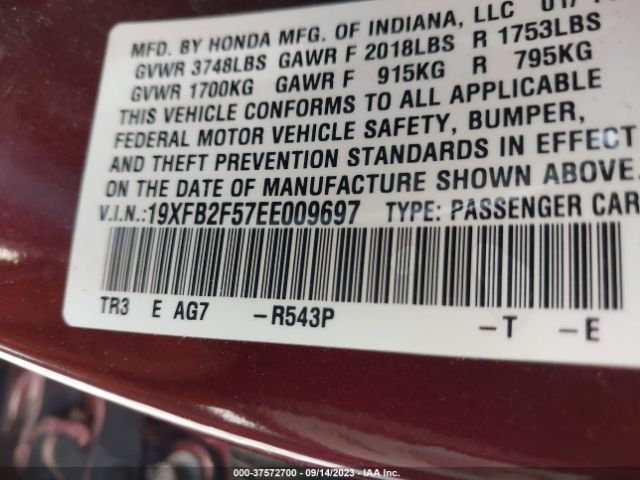 MFD. BY HONDA MFG. OF INDIANA, LLC 01/
GVWR 3748LBS GAWR F 2018LBS R 1753LBS
GVWR 1700KG GAWR F 915KG R 795KG
THIS VEHICLE CONFORMS TO ALL APPLICABLE
FEDERAL MOTOR VEHICLE SAFETY, BUMPER,
AND THEFT PREVENTION STANDARDS IN EFFECT
ON THE DATE OF MANUFACTURE SHOWN ABOVE.
V.I.N.:19XFB2F57EE009697 TYPE: PASSENGER CAR
TR3 E AG7 -R543P -T -E
000-37572700 - 09/14/2023 - IAA Inc.